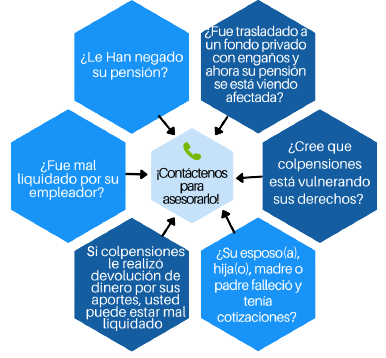 ¿Le Han negado
su pensión?
¿Fue trasladado a
un fondo privado
con engaños y
ahora su pensión
se está viendo
afectada?
¿Fue mal
liquidado por su
empleador?
¡Contáctenos
para
asesorarlo!
¿Cree que
colpensiones
está vulnerando
sus derechos?
Si colpensiones
le realizó
devolución de
dinero por sus
aportes, usted
puede estar mal
liquidado
¿Su esposo(a),
hija(o), madre o
padre falleció y
tenía
cotizaciones?